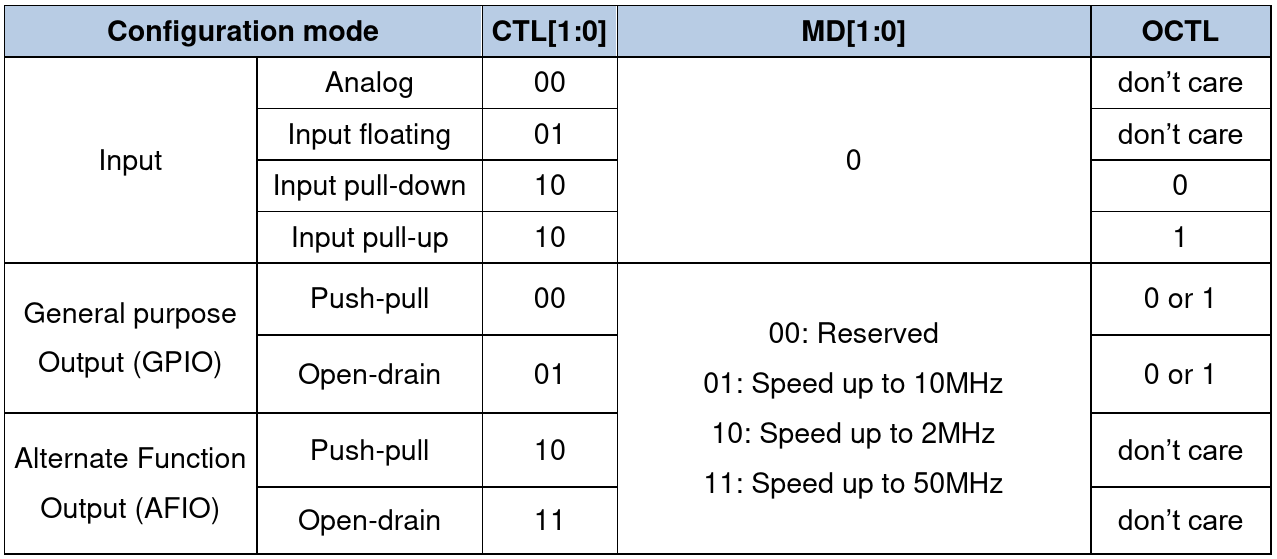 Configuration mode CTL[1:0] MD[1:0] OCTL
Input Analog 00 0 don’t care
Input floating 01 don’t care
Input pull-down 10 0
Input pull-up 10 1
General purpose
Output (GPIO)
Push-pull 00 0 or 1
Open-drain 01 0 or 1
00: Reserved
01: Speed up to 10MHz
10: Speed up to 2MHz
11: Speed up to 50MHz
Alternate Function
Output (AFIO)
Push-pull 10 don’t care
Open-drain 11 don’t care